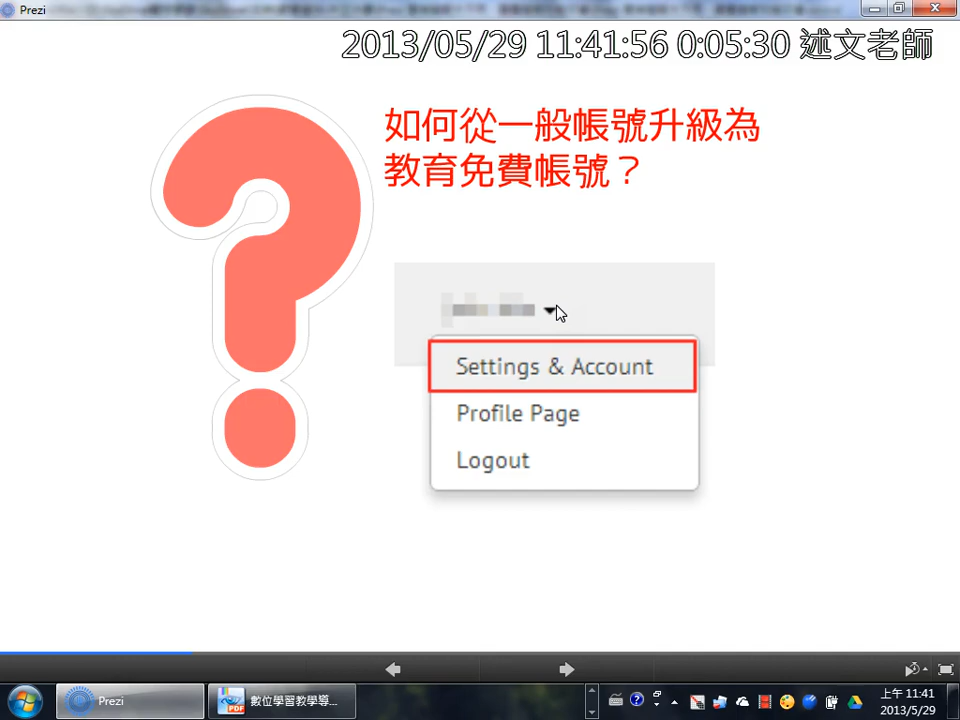 Prezi
2013/05/29 11:41:56 0:05:30 述文老師
如何從一般帳號升級為
教育免費帳號？
Settings & Account
Profile Page
Logout
Prezi
數位學習教學導...
上午 11:41
2013/5/29